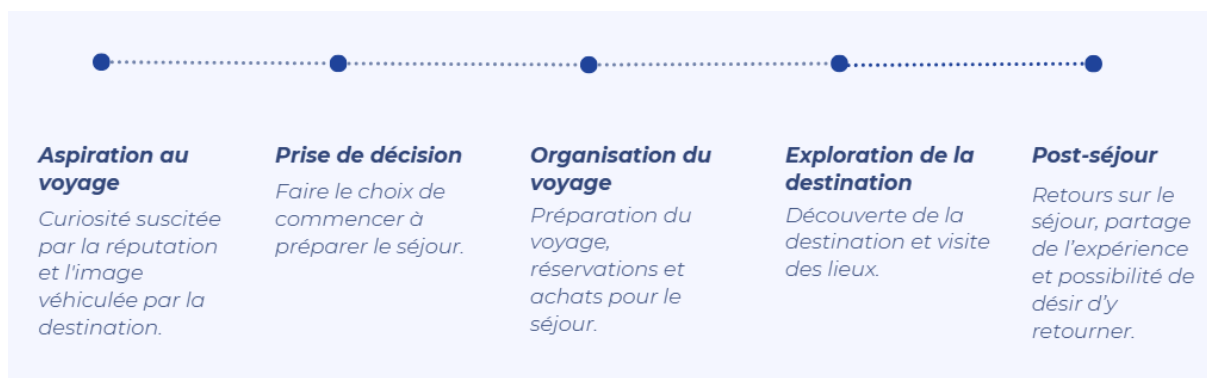 Aspiration au
voyage
Curiosité suscitée
par la réputation
et l'image
véhiculée par la
destination.
Prise de décision
Faire le choix de
commencer à
préparer le séjour.
Organisation du
voyage
Préparation du
voyage,
réservations et
achats pour le
séjour.
Exploration de la
destination
Découverte de la
destination et visite
des lieux.
Post-séjour
Retours sur le
séjour, partage
de l’expérience
et possibilité de
désir d’y
retourner.